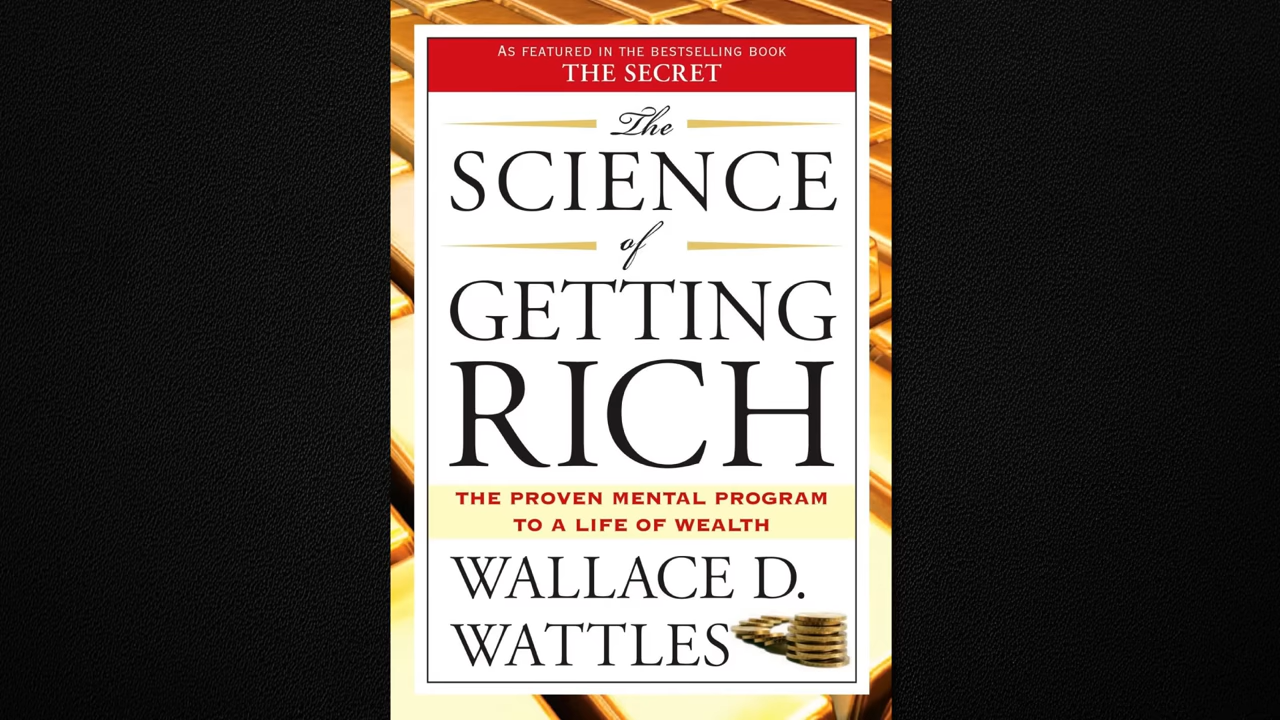 AS FEATURED IN THE BESTSELLING BOOK
THE SECRET
The
SCIENCE
of
GETTING
RICH
THE PROVEN MENTAL PROGRAM
TO A LIFE OF WEALTH
WALLACE D.
WATTLES